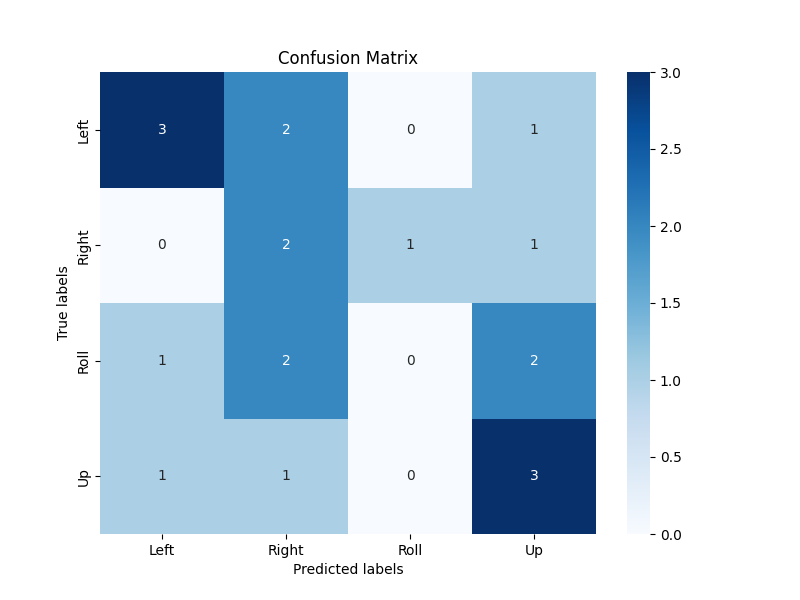 Confusion Matrix
True labels
Left
3 2 0 1
Right
0 2 1 1
Roll
1 2 0 2
Up
1 1 0 3
Left Right Roll Up
Predicted labels
3.0
2.5
2.0
1.5
1.0
0.5
0.0